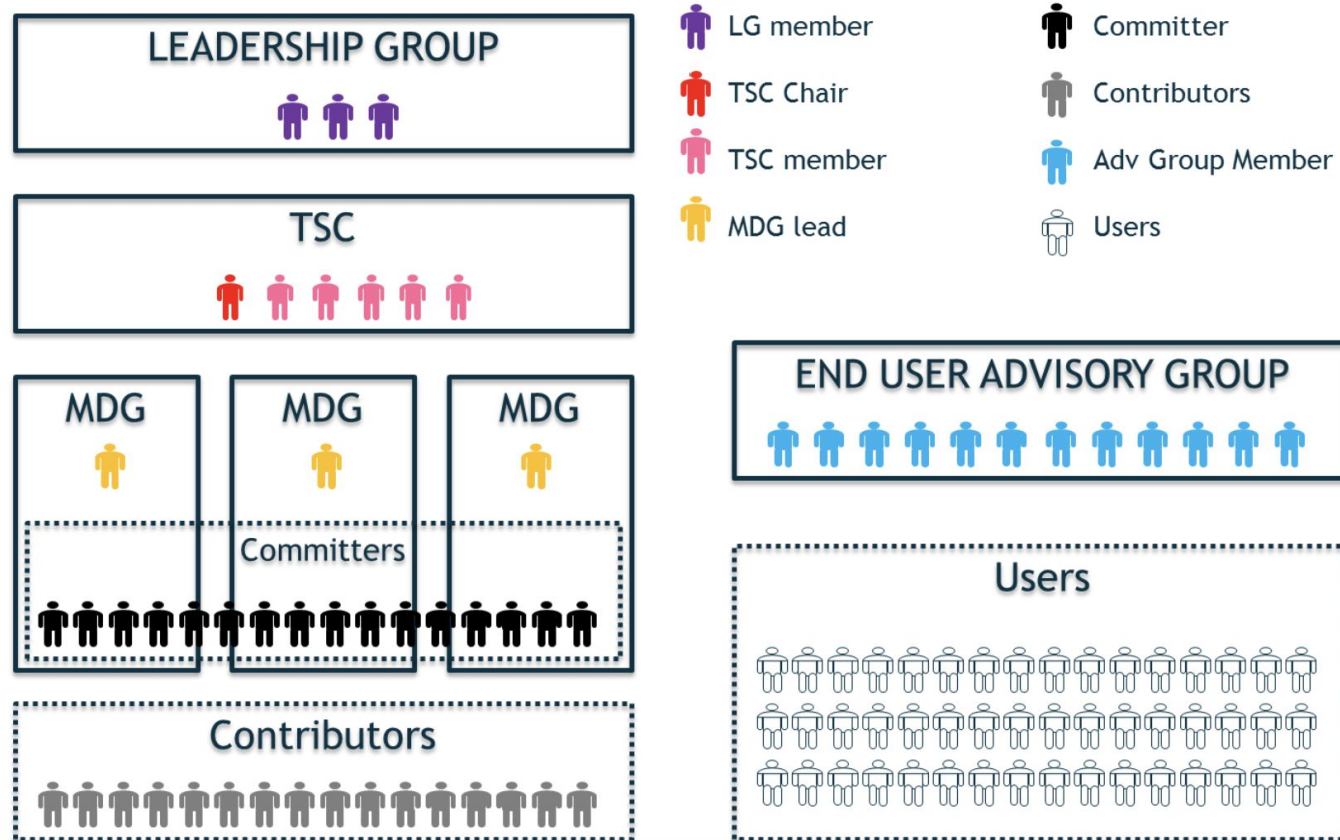 LEADERSHIP GROUP
TSC
MDG
MDG
MDG
Committers
Contributors
LG member
TSC Chair
TSC member
MDG lead
Committer
Contributors
Adv Group Member
Users
END USER ADVISORY GROUP
Users